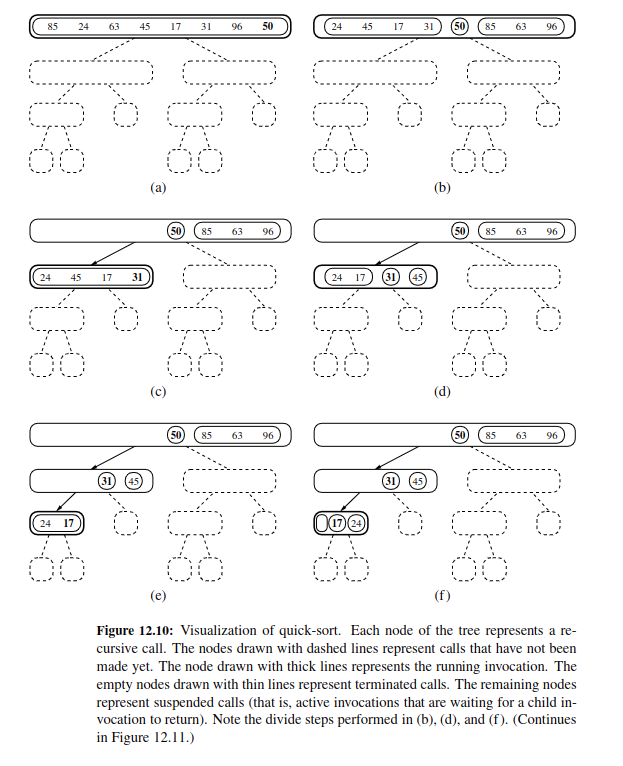 85 24 63 45 17 31 96 50
24 45 17 31 50 85 63 96
(a)
(b)
50 85 63 96
24 45 17 31
50 85 63 96
24 17 31 45
(c)
(d)
50 85 63 96
31 45
24 17
50 85 63 96
31 45
17 24
(e)
(f)
Figure 12.10: Visualization of quick-sort. Each node of the tree represents a re-
cursive call. The nodes drawn with dashed lines represent calls that have not been
made yet. The node drawn with thick lines represents the running invocation. The
empty nodes drawn with thin lines represent terminated calls. The remaining nodes
represent suspended calls (that is, active invocations that are waiting for a child in-
vocation to return). Note the divide steps performed in (b), (d), and (f). (Continues
in Figure 12.11.)